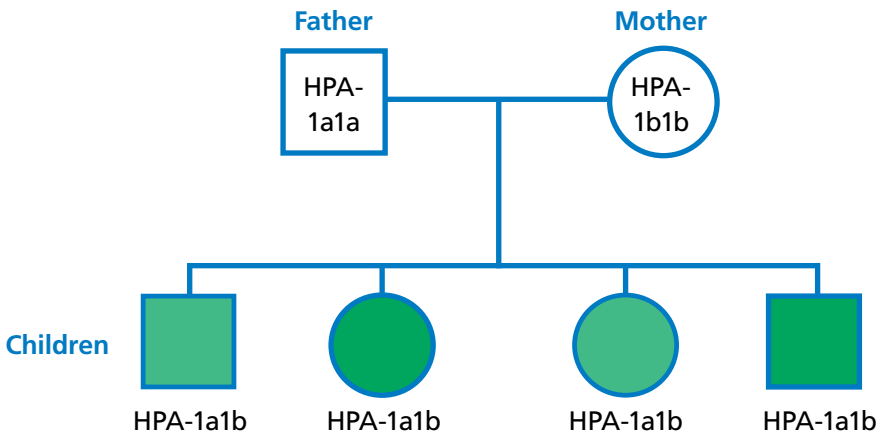 Father
Mother
HPA-
1a1a
HPA-
1b1b
Children
HPA-1a1b
HPA-1a1b
HPA-1a1b
HPA-1a1b